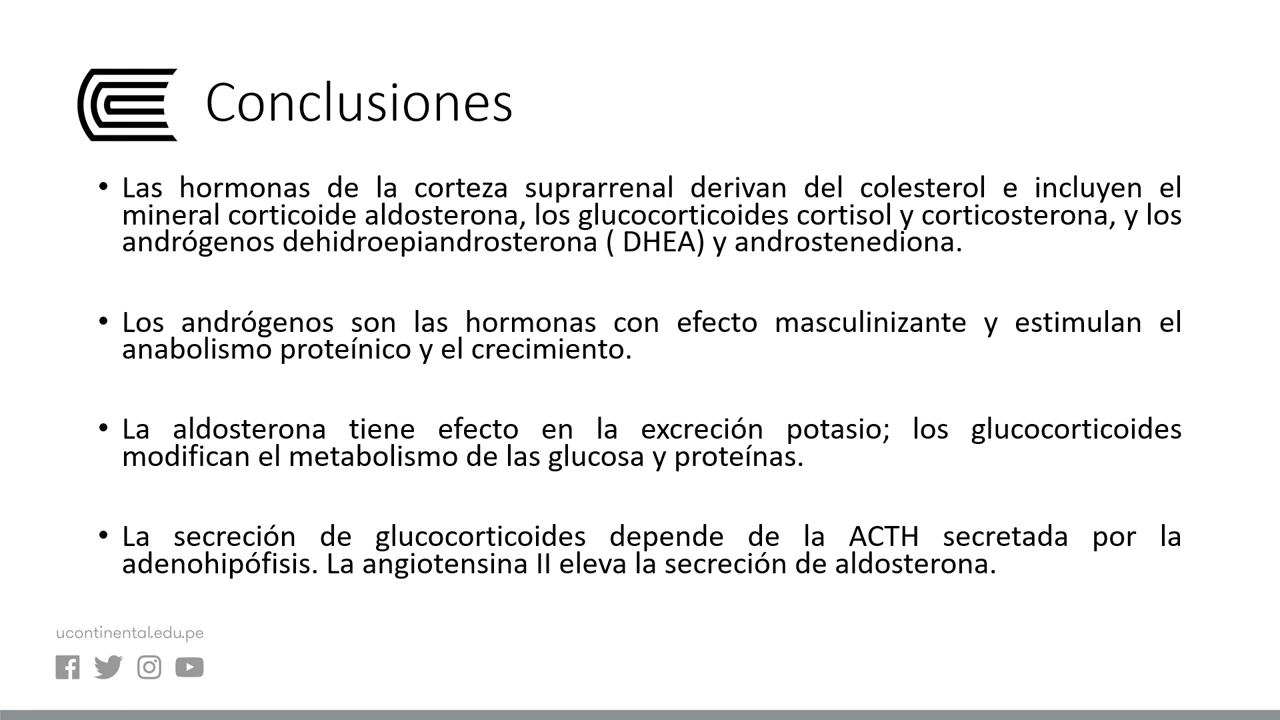 Conclusiones
• Las hormonas de la corteza suprarrenal derivan del colesterol e incluyen el
mineral corticoide aldosterona, los glucocorticoides cortisol y corticosterona, y los
andrógenos dehidroepiandrosterona ( DHEA) y androstenediona.
• Los andrógenos son las hormonas con efecto masculinizante y estimulan el
anabolismo proteínico y el crecimiento.
• La aldosterona tiene efecto en la excreción potasio; los glucocorticoides
modifican el metabolismo de las glucosa y proteínas.
• La secreción de glucocorticoides depende de la ACTH secretada por la
adenohipófisis. La angiotensina II eleva la secreción de aldosterona.
ucontinental.edu.pe